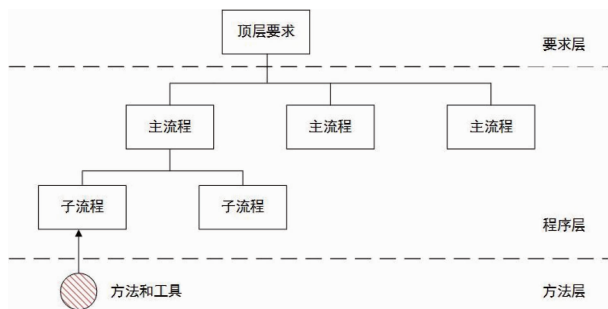 顶层要求
要求层
主流程
主流程
主流程
子流程
子流程
程序层
方法和工具
方法层